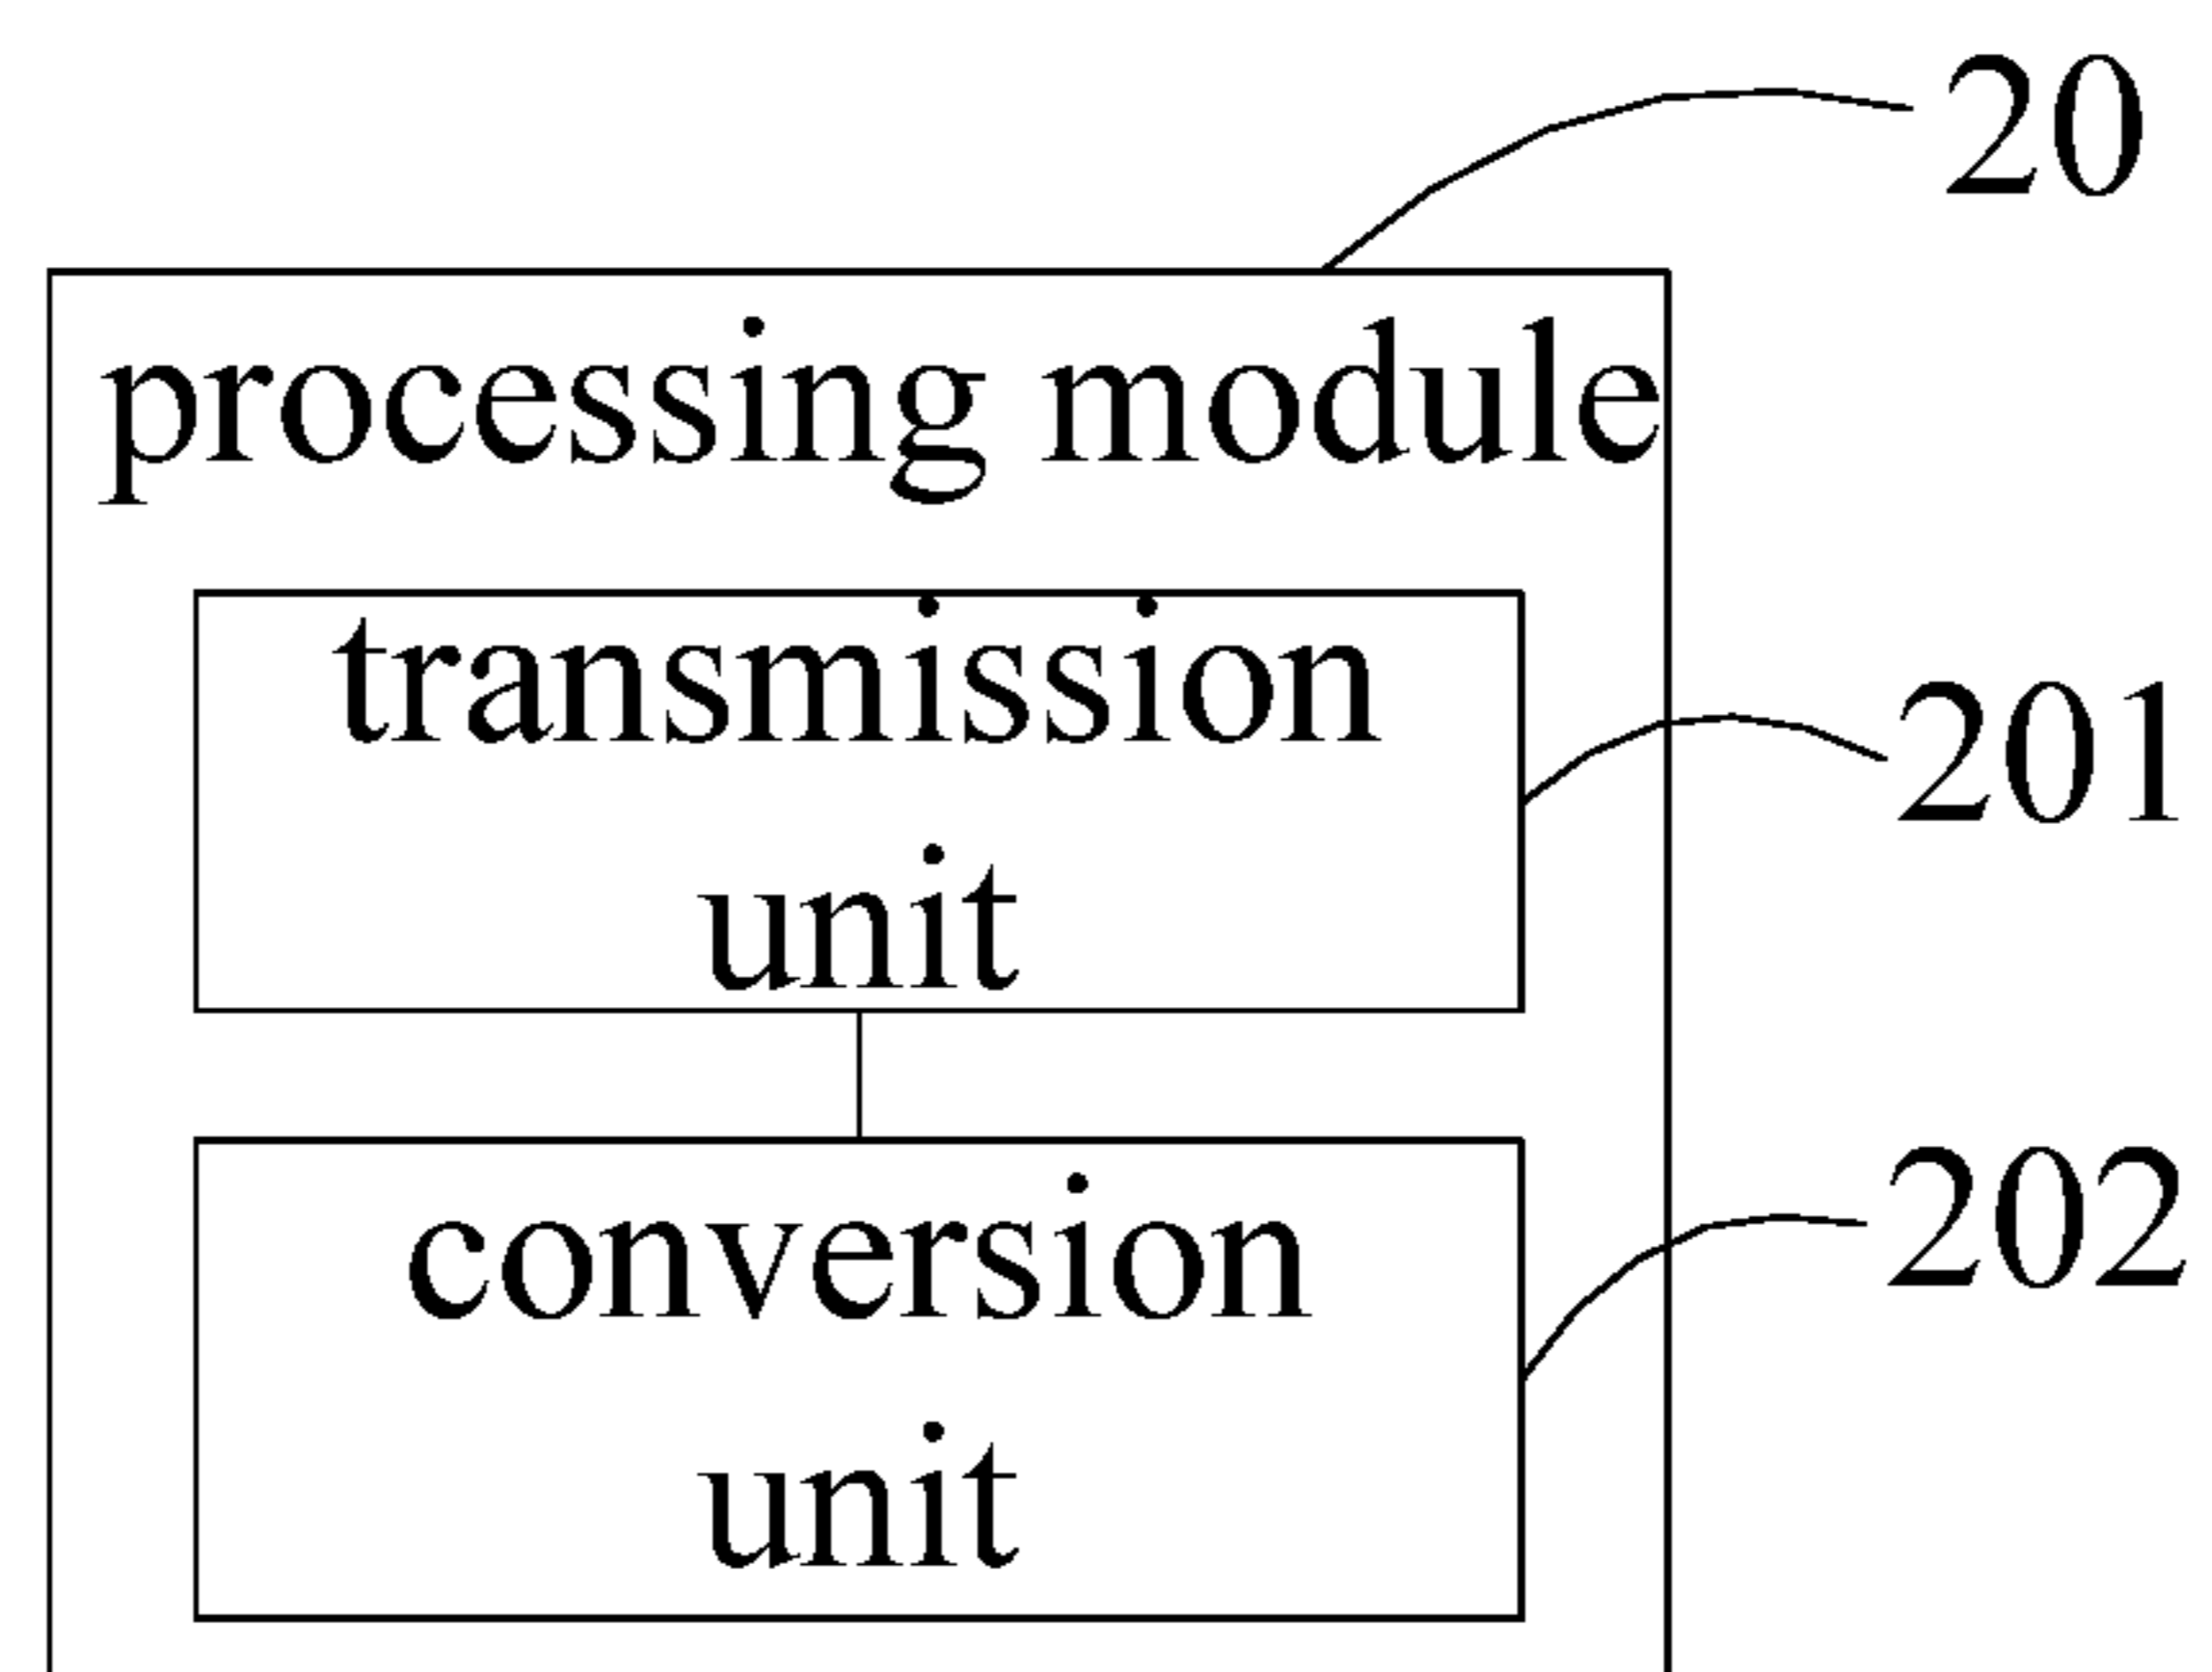 20
processing module
transmission
unit
201
conversion
unit
202